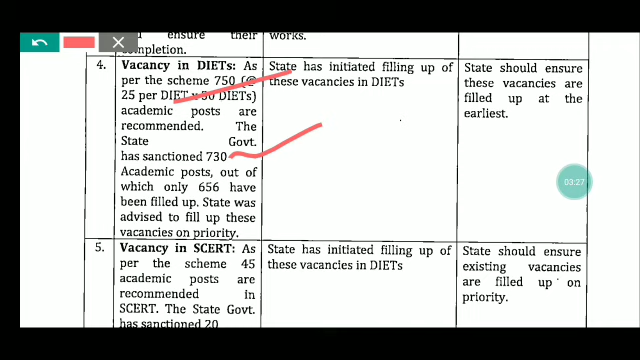 ensure their
completion.
works.
4.
Vacancy in DIETs: As
per the scheme 750 (@
25 per DIET x 30 DIETs)
academic posts are
recommended. The
State Govt.
has sanctioned 730
Academic posts, out of
which only 656 have
been filled up. State was
advised to fill up these
vacancies on priority.
State has initiated filling up of
these vacancies in DIETs
State should ensure
these vacancies are
filled up at the
earliest.
5.
Vacancy in SCERT: As
per the scheme 45
academic posts are
recommended in
SCERT. The State Govt.
has sanctioned 20
State has initiated filling up of
these vacancies in DIETs
State should ensure
existing vacancies
are filled up on
priority.
03:27